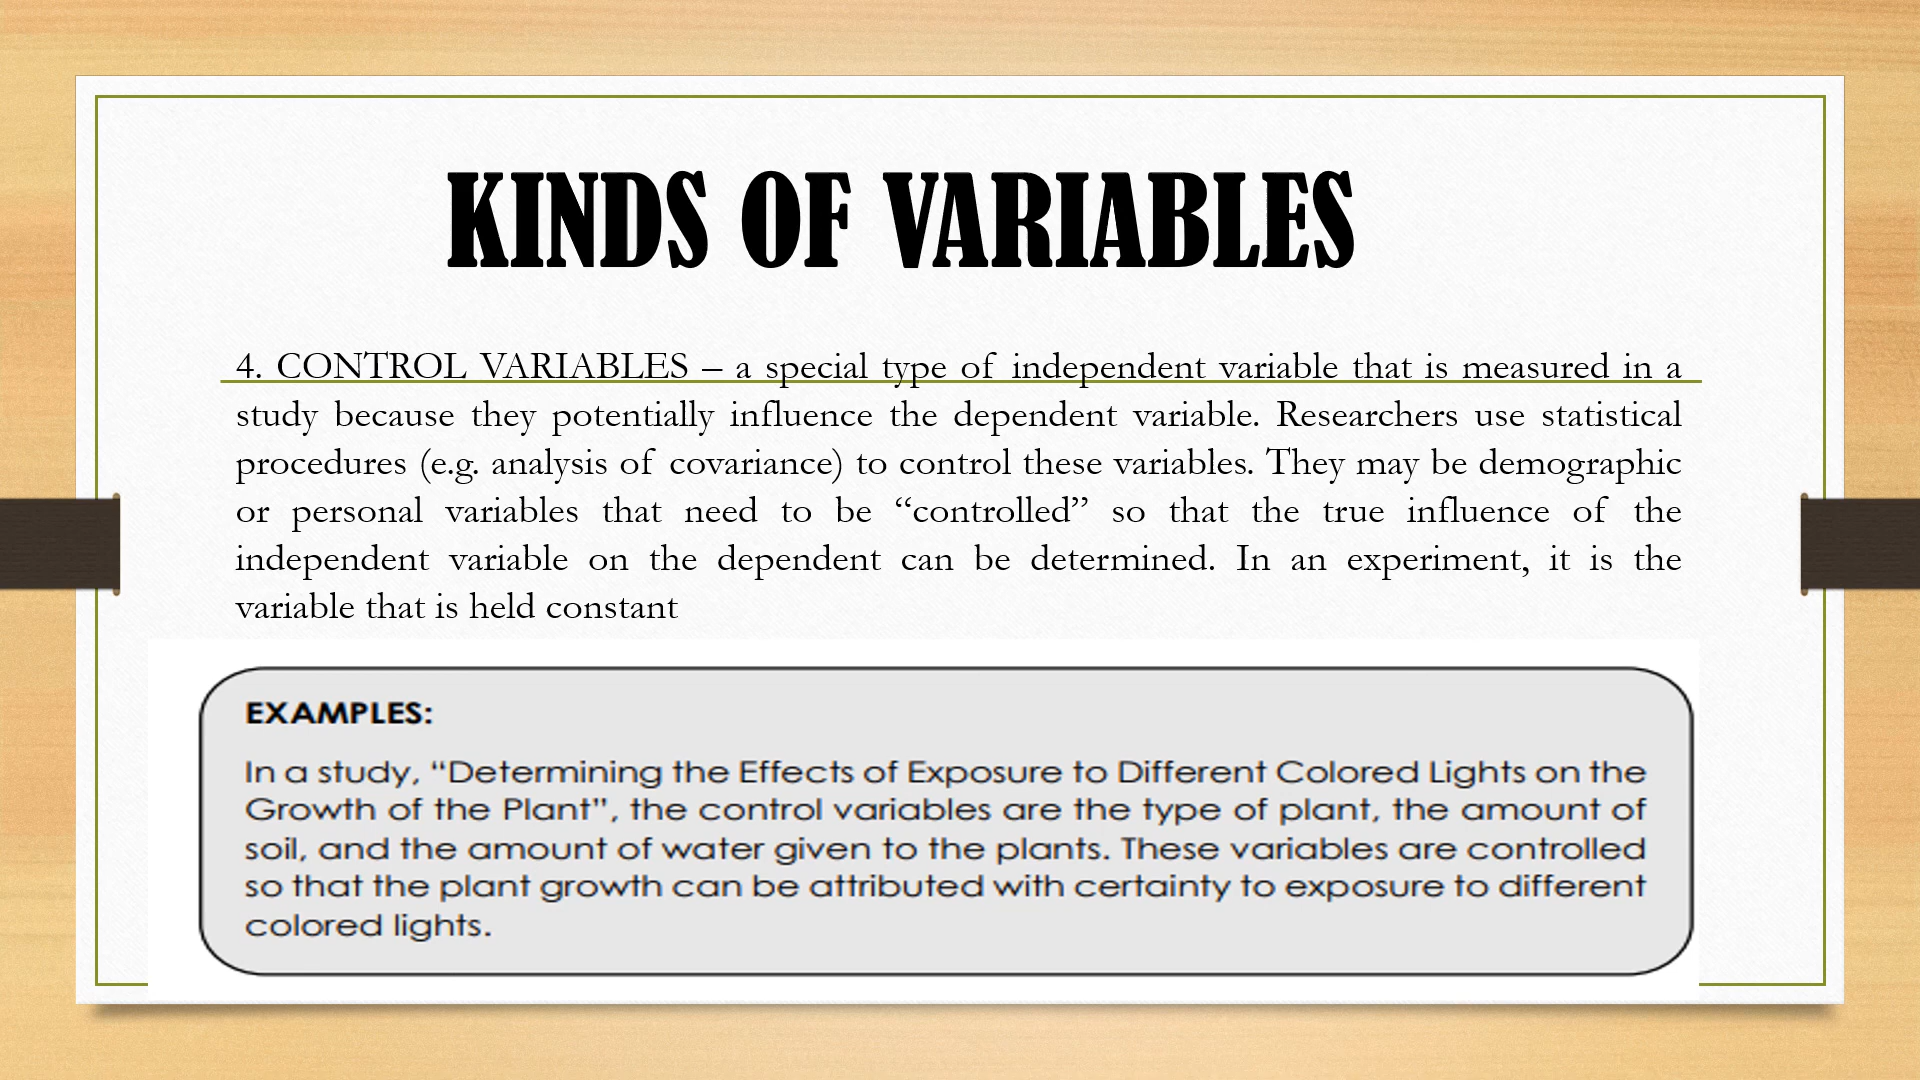 KINDS OF VARIABLES
4. CONTROL VARIABLES – a special type of independent variable that is measured in a
study because they potentially influence the dependent variable. Researchers use statistical
procedures (e.g. analysis of covariance) to control these variables. They may be demographic
or personal variables that need to be “controlled” so that the true influence of the
independent variable on the dependent can be determined. In an experiment, it is the
variable that is held constant
EXAMPLES:
In a study, “Determining the Effects of Exposure to Different Colored Lights on the
Growth of the Plant”, the control variables are the type of plant, the amount of
soil, and the amount of water given to the plants. These variables are controlled
so that the plant growth can be attributed with certainty to exposure to different
colored lights.